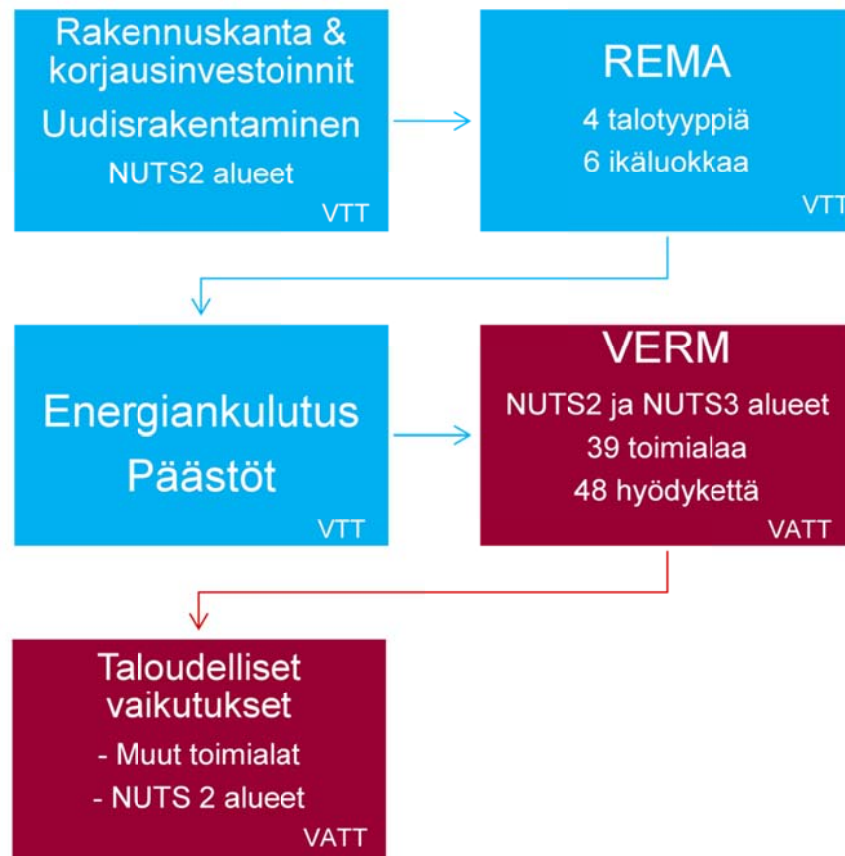 Rakennuskanta &
korjausinvestoinnit
Uudisrakentaminen
NUTS2 alueet
VTT
REMA
4 talotyyppiä
6 ikäluokkaa
VTT
Energiankulutus
Päästöt
VTT
VERM
NUTS2 ja NUTS3 alueet
39 toimialaa
48 hyödykettä
VATT
Taloudelliset
vaikutukset
- Muut toimialat
- NUTS 2 alueet
VATT